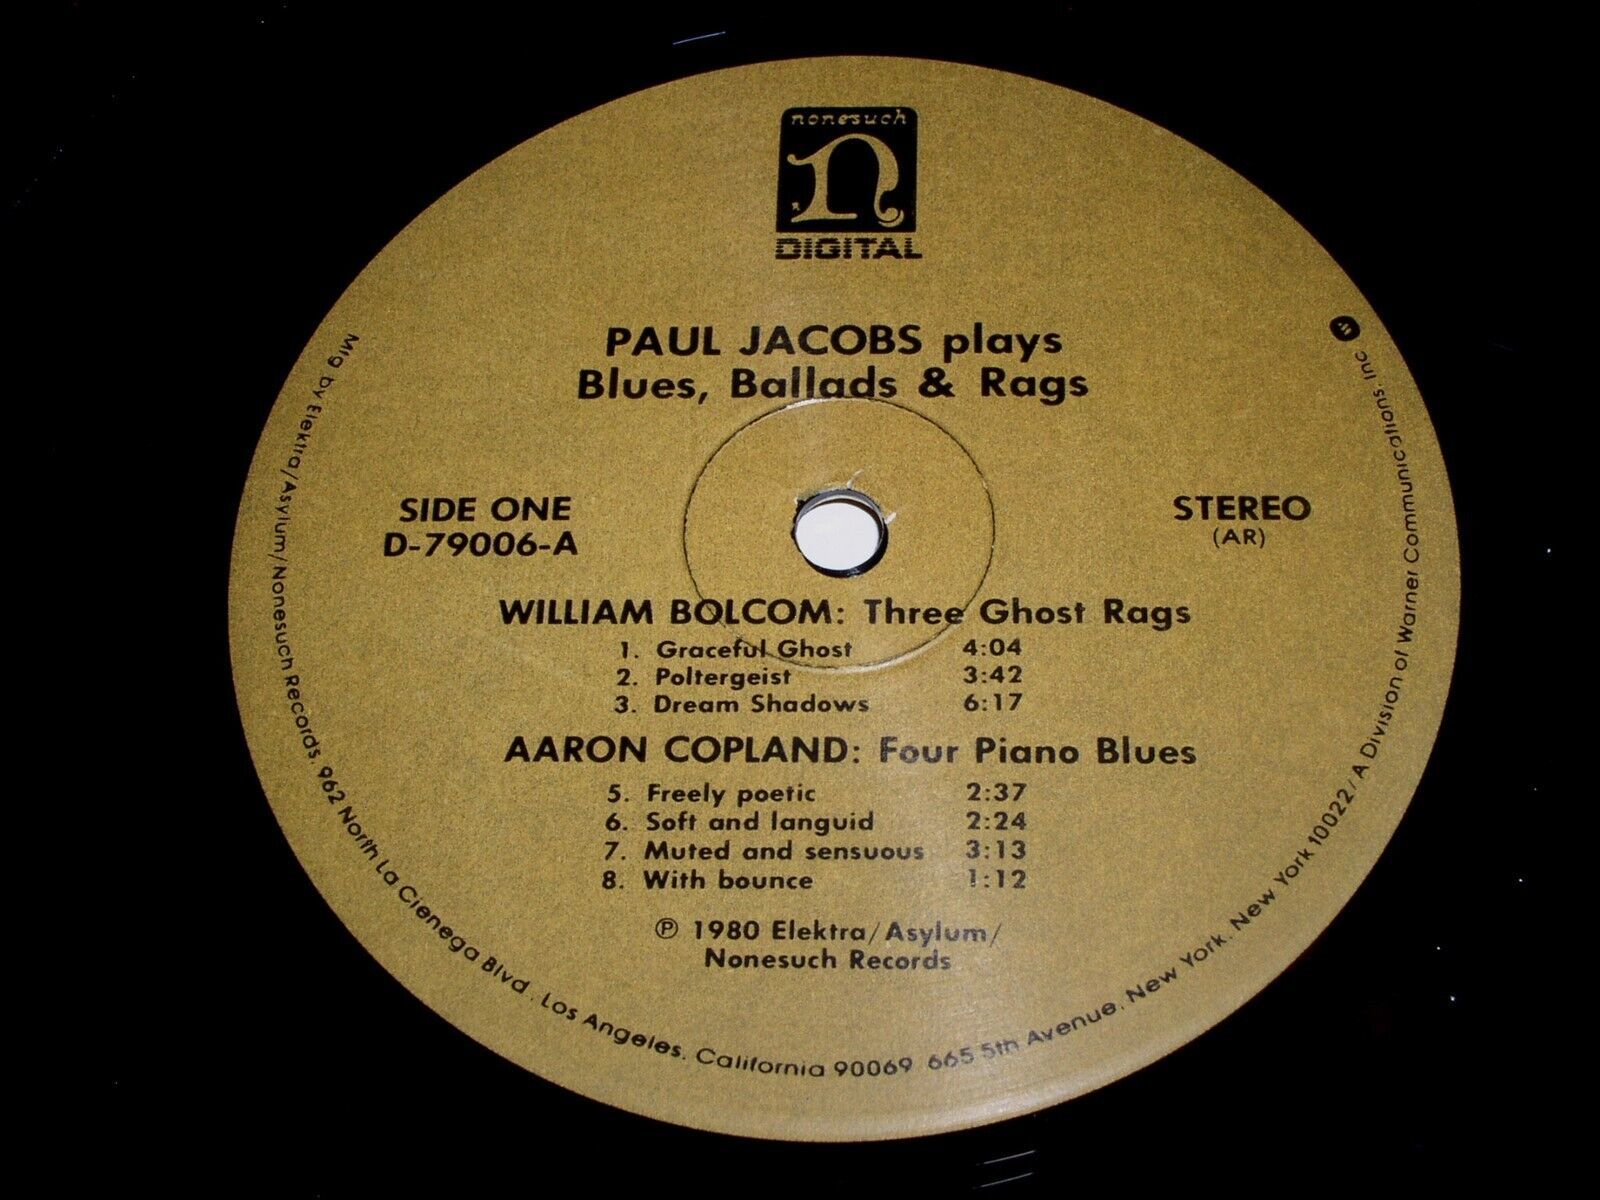 nonesuch
n
DIGITAL
PAUL JACOBS plays
Blues, Ballads & Rags
SIDE ONE
D-79006-A
STEREO
(AR)
WILLIAM BOLCOM: Three Ghost Rags
1. Graceful Ghost 4:04
2. Poltergeist 3:42
3. Dream Shadows 6:17
AARON COPLAND: Four Piano Blues
5. Freely poetic 2:37
6. Soft and languid 2:24
7. Muted and sensuous 3:13
8. With bounce 1:12
℗ 1980 Elektra/Asylum/
Nonesuch Records
Mfg by Elektra/Asylum/Nonesuch Records. 962 North La Cienega Blvd. Los Angeles. California 90069 665 5th Avenue. New York. New York 10022/A Division of Warner Communications. Inc